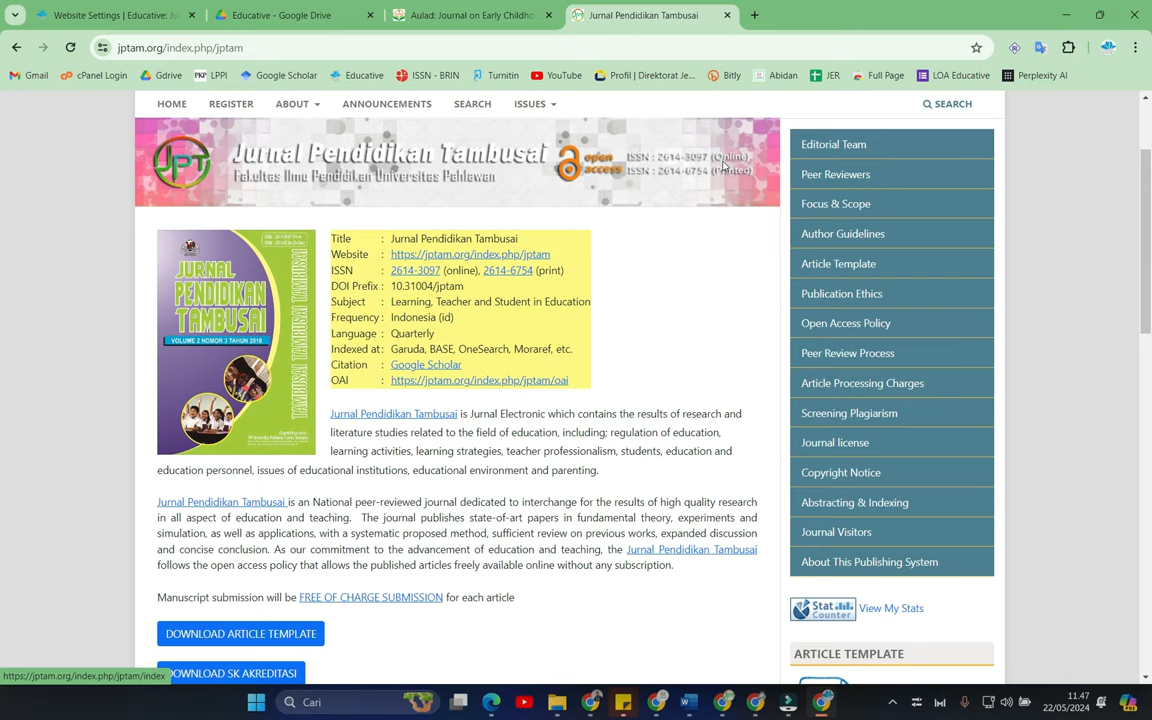 Website Settings | Educative: Ju
Educative - Google Drive
Aulad: Journal on Early Childho
Jurnal Pendidikan Tambusai
jptam.org/index.php/jptam
Gmail
cPanel Login
Gdrive
PKP LPPI
Google Scholar
Educative
ISSN - BRIN
Turnitin
YouTube
Profil | Direktorat Je...
Bitly
Abidan
JER
Full Page
LOA Educative
Perplexity AI
HOME
REGISTER
ABOUT
ANNOUNCEMENTS
SEARCH
ISSUES
SEARCH
JPT
Jurnal Pendidikan Tambusai
Fakultas Ilmu Pendidikan Universitas Pahlawan
open access
ISSN : 2614-3097 (Online)
ISSN : 2614-6754 (Printed)
JURNAL
PENDIDIKAN
TAMBUSAI
VOLUME 2 NOMOR 3 TAHUN 2018
JURNAL PENDIDIKAN TAMBUSAI
Title : Jurnal Pendidikan Tambusai
Website : https://jptam.org/index.php/jptam
ISSN : 2614-3097 (online), 2614-6754 (print)
DOI Prefix : 10.31004/jptam
Subject : Learning, Teacher and Student in Education
Frequency : Indonesia (id)
Language : Quarterly
Indexed at : Garuda, BASE, OneSearch, Moraref, etc.
Citation : Google Scholar
OAI : https://jptam.org/index.php/jptam/oai
Jurnal Pendidikan Tambusai is Jurnal Electronic which contains the results of research and
literature studies related to the field of education, including; regulation of education,
learning activities, learning strategies, teacher professionalism, students, education and
education personnel, issues of educational institutions, educational environment and parenting.
Jurnal Pendidikan Tambusai is an National peer-reviewed journal dedicated to interchange for the results of high quality research
in all aspect of education and teaching. The journal publishes state-of-art papers in fundamental theory, experiments and
simulation, as well as applications, with a systematic proposed method, sufficient review on previous works, expanded discussion
and concise conclusion. As our commitment to the advancement of education and teaching, the Jurnal Pendidikan Tambusai
follows the open access policy that allows the published articles freely available online without any subscription.
Manuscript submission will be FREE OF CHARGE SUBMISSION for each article
DOWNLOAD ARTICLE TEMPLATE
DOWNLOAD SK AKREDITASI
Editorial Team
Peer Reviewers
Focus & Scope
Author Guidelines
Article Template
Publication Ethics
Open Access Policy
Peer Review Process
Article Processing Charges
Screening Plagiarism
Journal license
Copyright Notice
Abstracting & Indexing
Journal Visitors
About This Publishing System
Stat Counter
View My Stats
ARTICLE TEMPLATE
https://jptam.org/index.php/jptam/index
Cari
11.47
22/05/2024